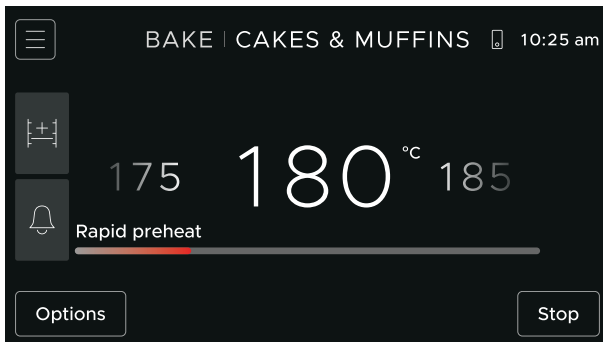 BAKE | CAKES & MUFFINS 10:25 am
175 180 °C 185
Rapid preheat
Options Stop